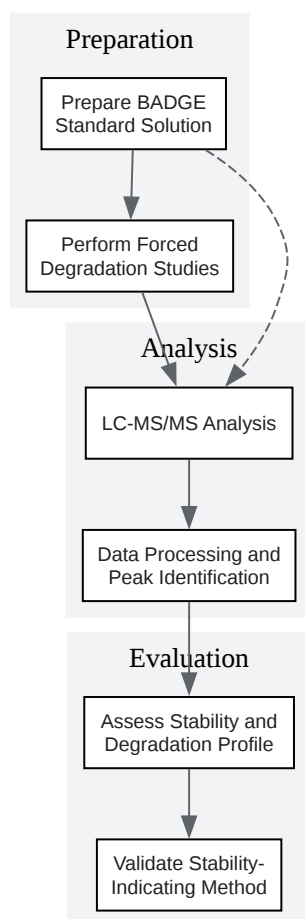 Preparation
Prepare BADGE
Standard Solution
Perform Forced
Degradation Studies
Analysis
LC-MS/MS Analysis
Data Processing and
Peak Identification
Evaluation
Assess Stability and
Degradation Profile
Validate Stability-
Indicating Method